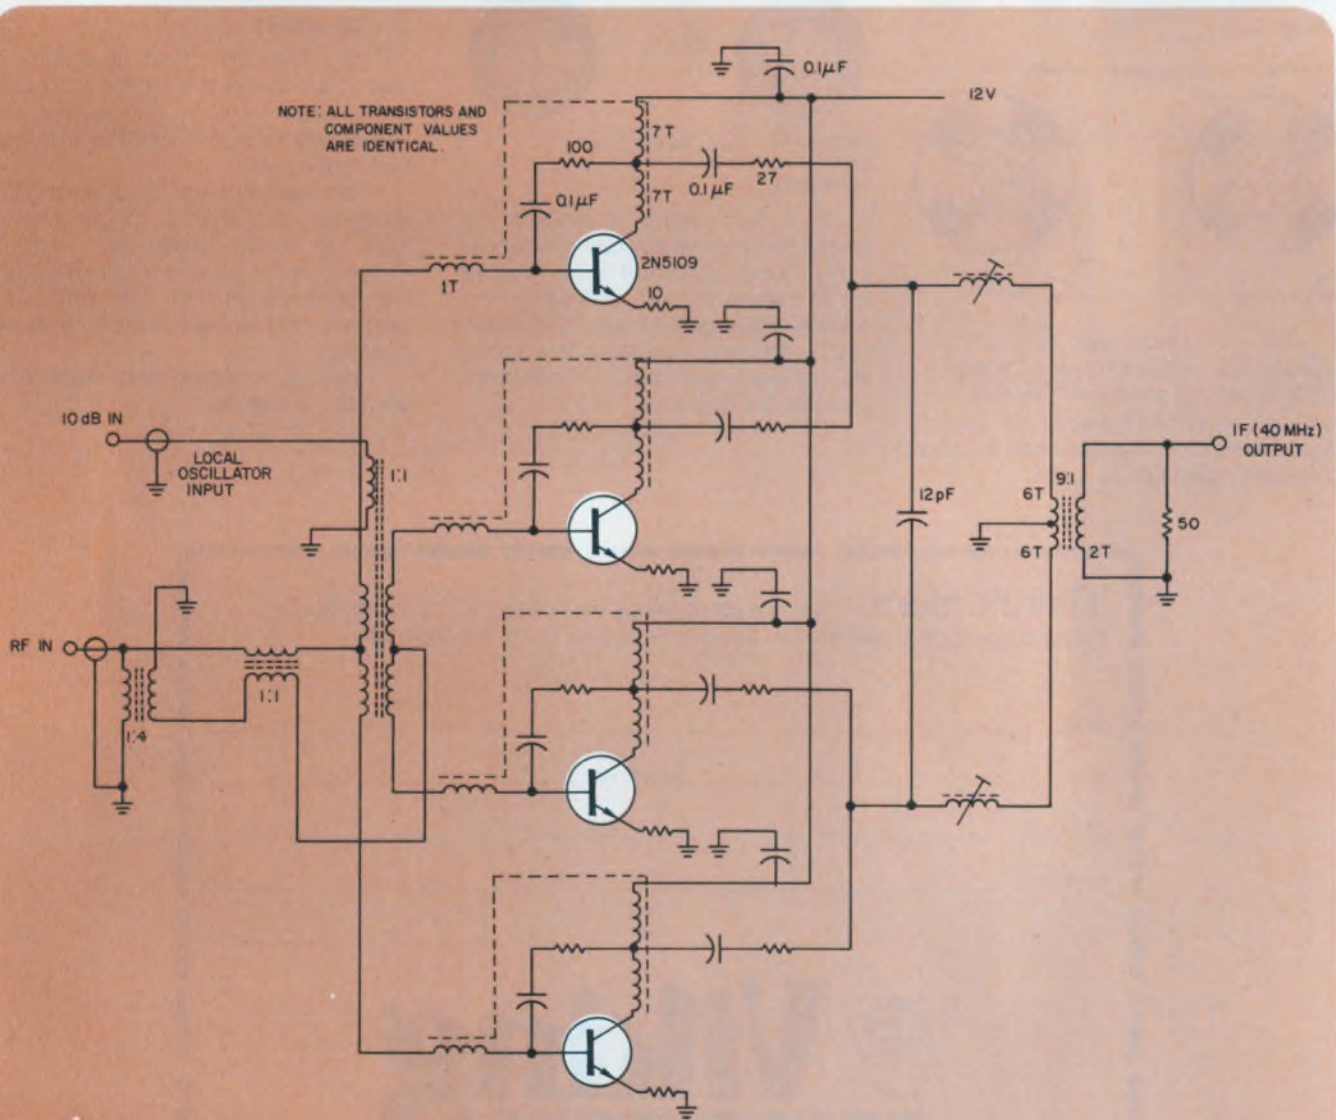 0.1μF
12V
NOTE: ALL TRANSISTORS AND
COMPONENT VALUES
ARE IDENTICAL.
7T
100
0.1μF
27
0.1μF
7T
2N5109
1T
10
10 dB IN
LOCAL
OSCILLATOR
INPUT
1:1
IF (40 MHz)
OUTPUT
9:1
6T
12pF
50
6T
2T
RF IN
1:1
1:4